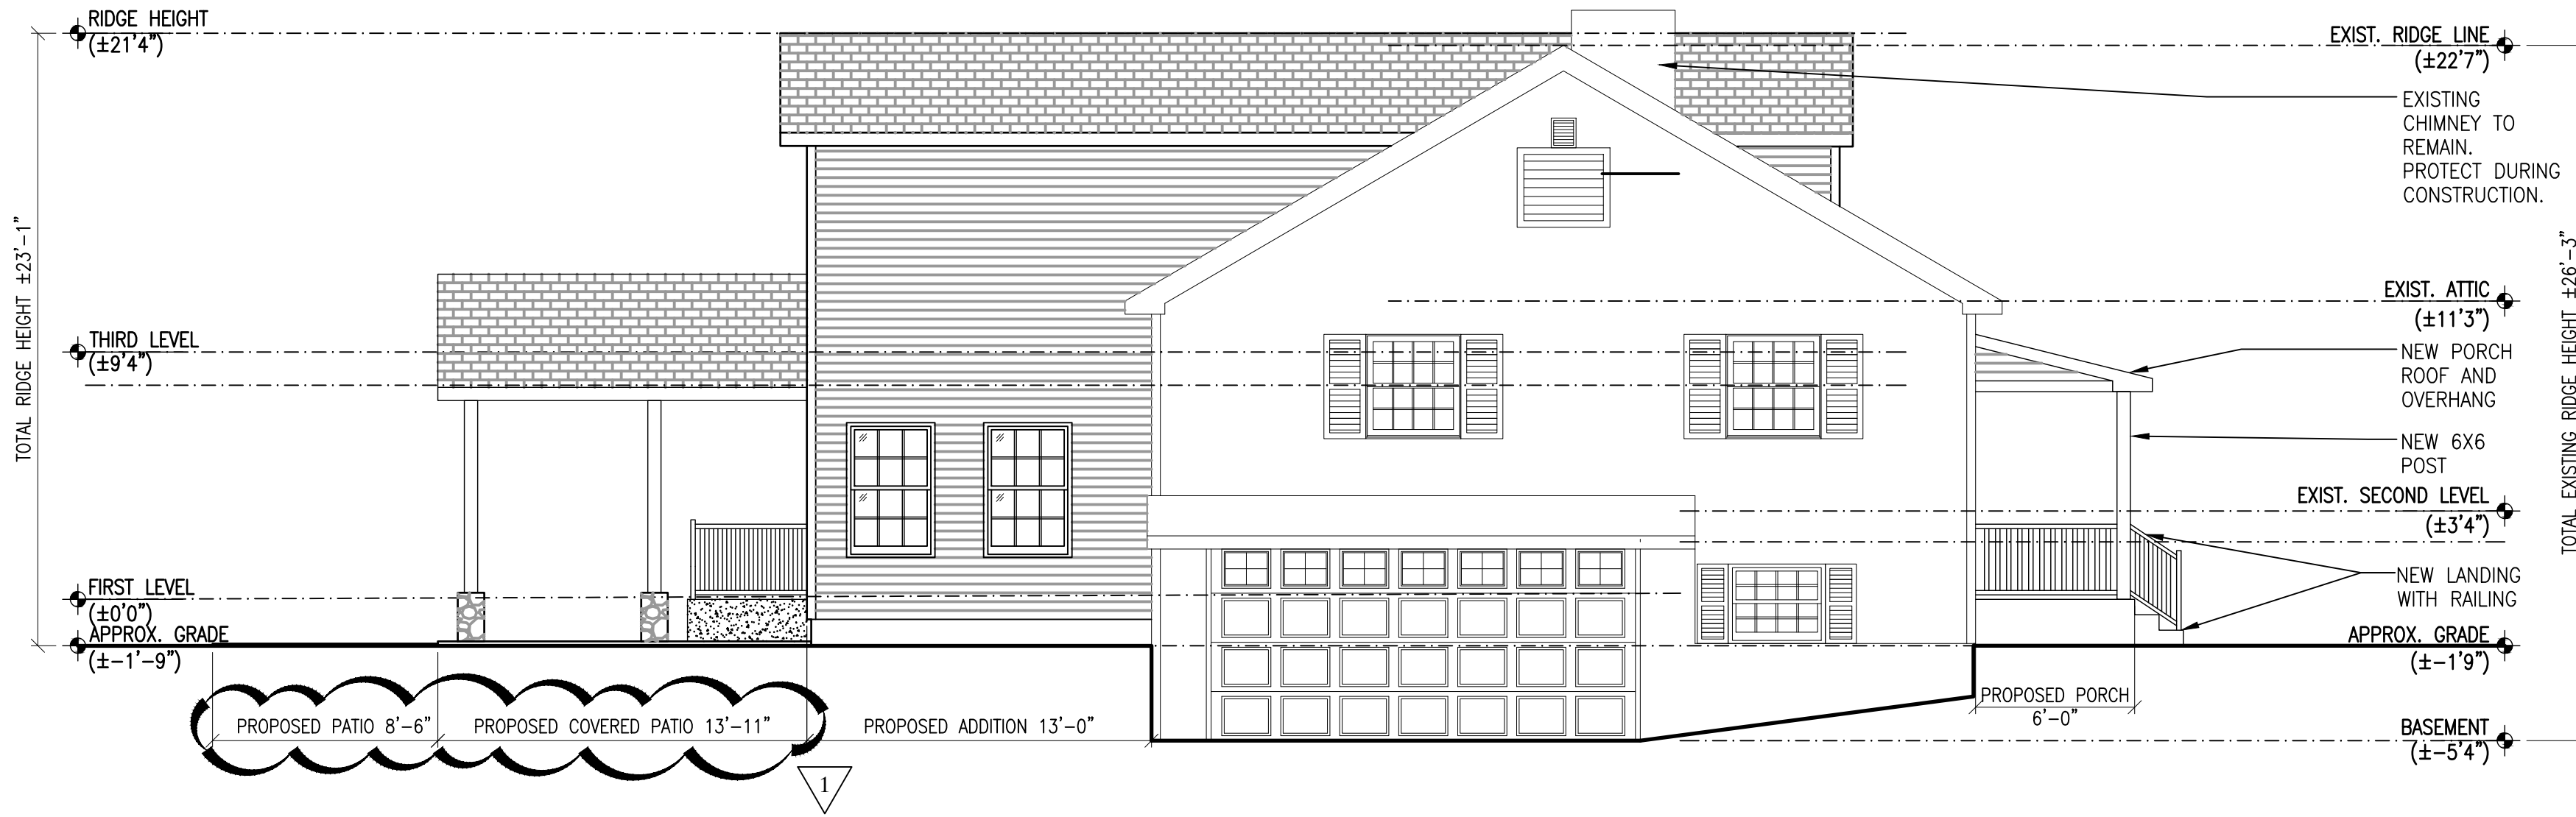 RIDGE HEIGHT
(±21'4")
TOTAL RIDGE HEIGHT ±23'-1"
THIRD LEVEL
(±9'4")
FIRST LEVEL
(±0'0")
APPROX. GRADE
(±-1'-9")
PROPOSED PATIO 8'-6"
PROPOSED COVERED PATIO 13'-11"
PROPOSED ADDITION 13'-0"
1
EXIST. RIDGE LINE
(±22'7")
EXISTING
CHIMNEY TO
REMAIN.
PROTECT DURING
CONSTRUCTION.
TOTAL EXISTING RIDGE HEIGHT ±26'-3"
EXIST. ATTIC
(±11'3")
NEW PORCH
ROOF AND
OVERHANG
NEW 6X6
POST
EXIST. SECOND LEVEL
(±3'4")
NEW LANDING
WITH RAILING
APPROX. GRADE
(±-1'9")
PROPOSED PORCH
6'-0"
BASEMENT
(±-5'4")